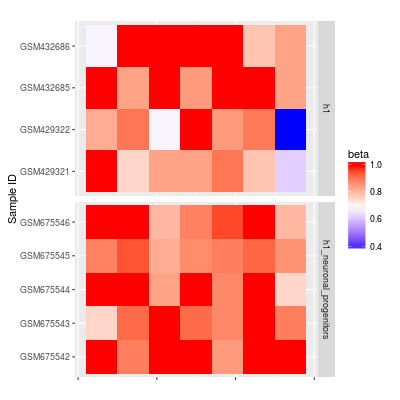 GSM432686
GSM432685
GSM429322
GSM429321
h1
Sample ID
GSM675546
GSM675545
GSM675544
GSM675543
GSM675542
h1_neuronal_progenitors
beta
1.0
0.8
0.6
0.4